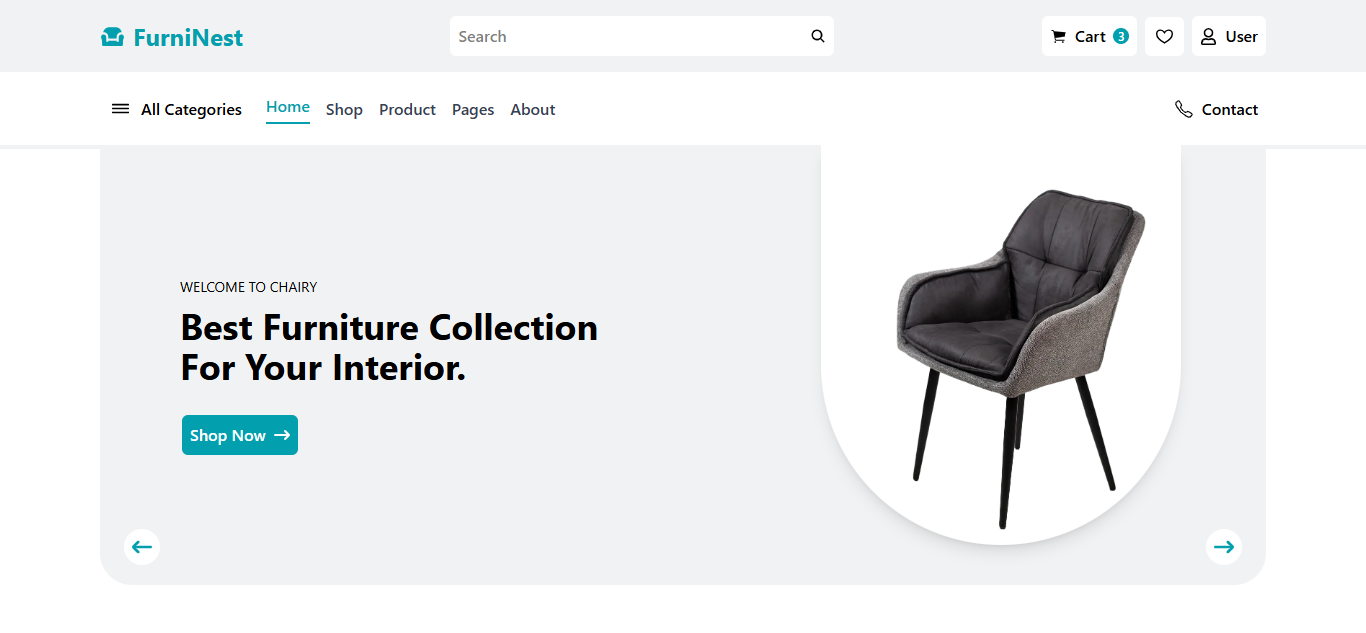 FurniNest
Search
Cart 3
User
All Categories
Home
Shop
Product
Pages
About
Contact
WELCOME TO CHAIRY
Best Furniture Collection
For Your Interior.
Shop Now